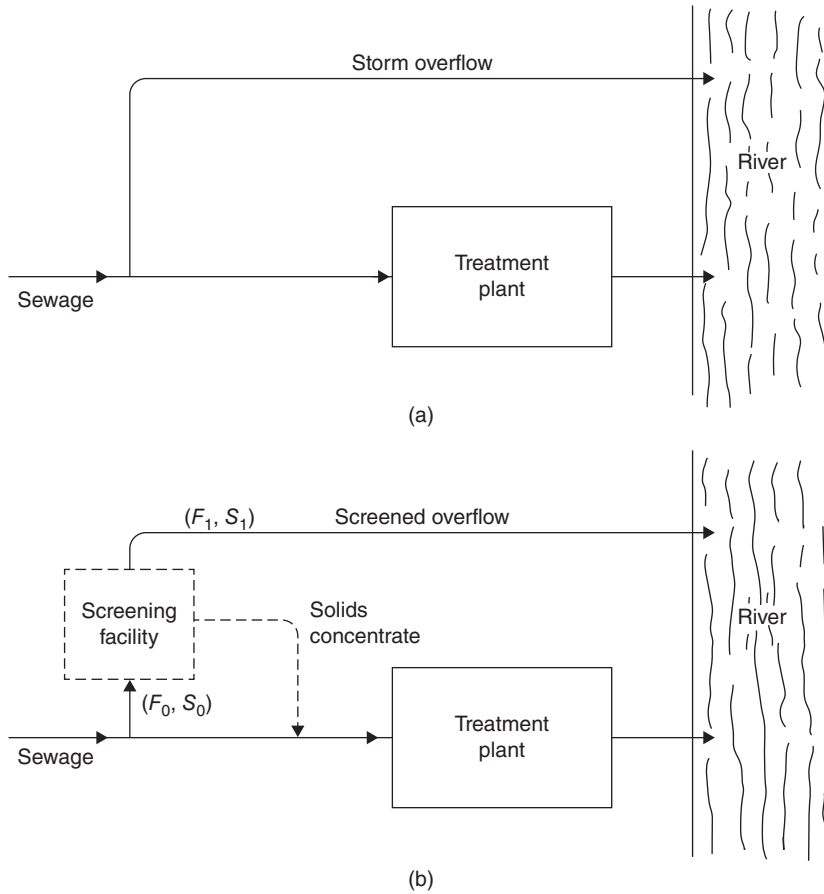 Storm overflow
River
Treatment
plant
Sewage
(a)
(F₁, S₁)
Screened overflow
Screening
facility
Solids
concentrate
River
(F₀, S₀)
Treatment
plant
Sewage
(b)